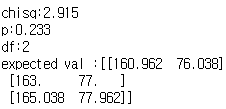 chisq:2.915
p:0.233
df:2
expected val :[[160.962  76.038]
 [163.     77.   ]
 [165.038  77.962]]